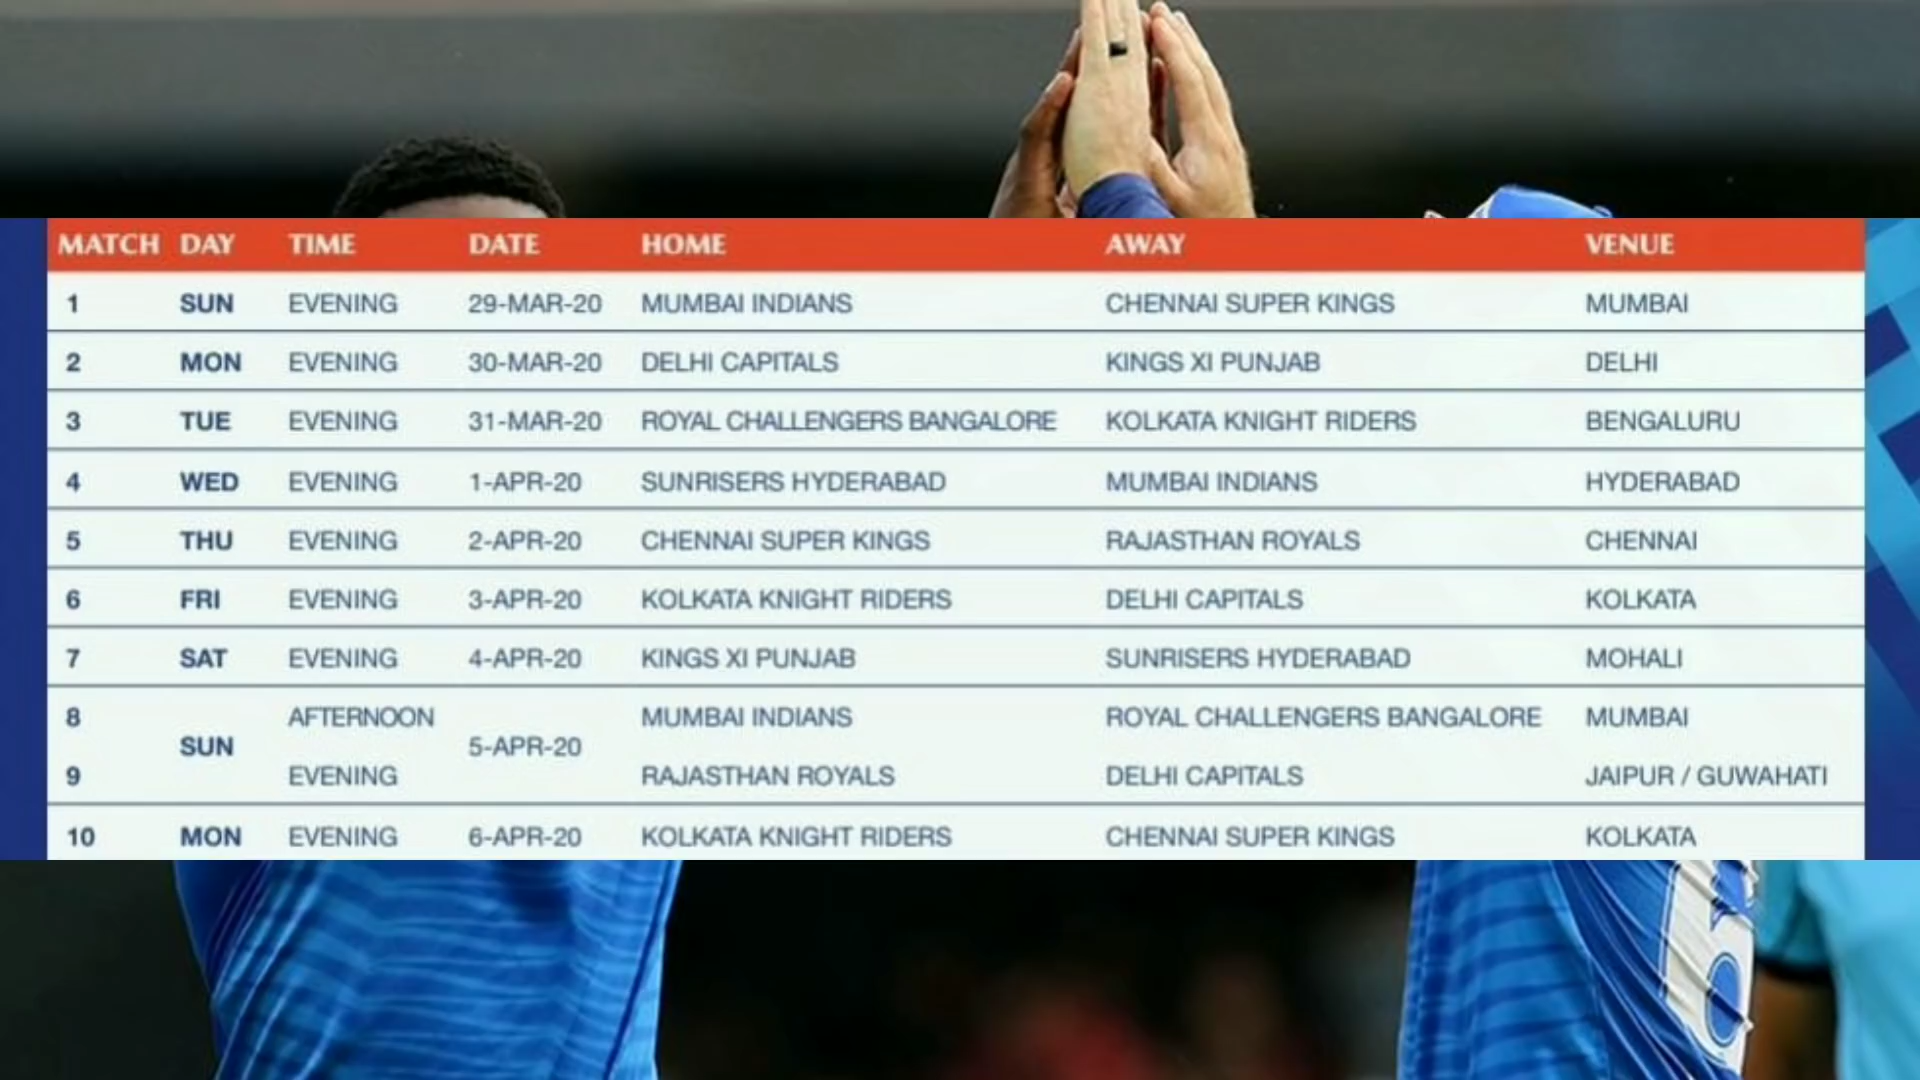 MATCH DAY TIME DATE HOME AWAY VENUE
1 SUN EVENING 29-MAR-20 MUMBAI INDIANS CHENNAI SUPER KINGS MUMBAI
2 MON EVENING 30-MAR-20 DELHI CAPITALS KINGS XI PUNJAB DELHI
3 TUE EVENING 31-MAR-20 ROYAL CHALLENGERS BANGALORE KOLKATA KNIGHT RIDERS BENGALURU
4 WED EVENING 1-APR-20 SUNRISERS HYDERABAD MUMBAI INDIANS HYDERABAD
5 THU EVENING 2-APR-20 CHENNAI SUPER KINGS RAJASTHAN ROYALS CHENNAI
6 FRI EVENING 3-APR-20 KOLKATA KNIGHT RIDERS DELHI CAPITALS KOLKATA
7 SAT EVENING 4-APR-20 KINGS XI PUNJAB SUNRISERS HYDERABAD MOHALI
8 AFTERNOON MUMBAI INDIANS ROYAL CHALLENGERS BANGALORE MUMBAI
SUN 5-APR-20
9 EVENING RAJASTHAN ROYALS DELHI CAPITALS JAIPUR / GUWAHATI
10 MON EVENING 6-APR-20 KOLKATA KNIGHT RIDERS CHENNAI SUPER KINGS KOLKATA